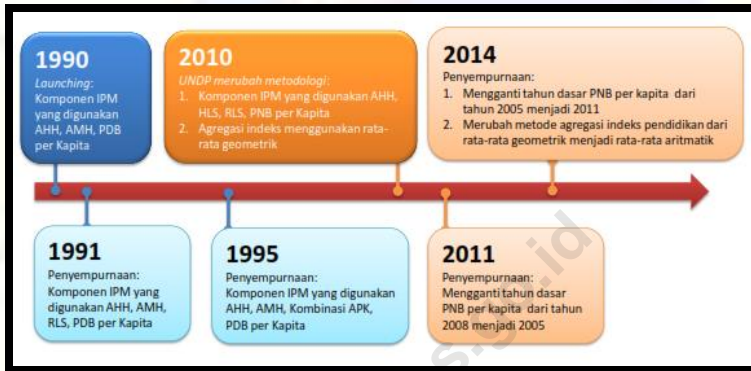 1990
Launching:
Komponen IPM
yang digunakan
AHH, AMH, PDB
per Kapita
2010
UNDP merubah metodologi:
1. Komponen IPM yang digunakan AHH,
HLS, RLS, PNB per Kapita
2. Agregasi indeks menggunakan rata-
rata geometrik
2014
Penyempurnaan:
1. Mengganti tahun dasar PNB per kapita dari
tahun 2005 menjadi 2011
2. Merubah metode agregasi indeks pendidikan dari
rata-rata geometrik menjadi rata-rata aritmatik
1991
Penyempurnaan:
Komponen IPM yang
digunakan AHH, AMH,
RLS, PDB per Kapita
1995
Penyempurnaan:
Komponen IPM yang digunakan
AHH, AMH, Kombinasi APK,
PDB per Kapita
2011
Penyempurnaan:
Mengganti tahun dasar
PNB per kapita dari tahun
2008 menjadi 2005
s.go.id